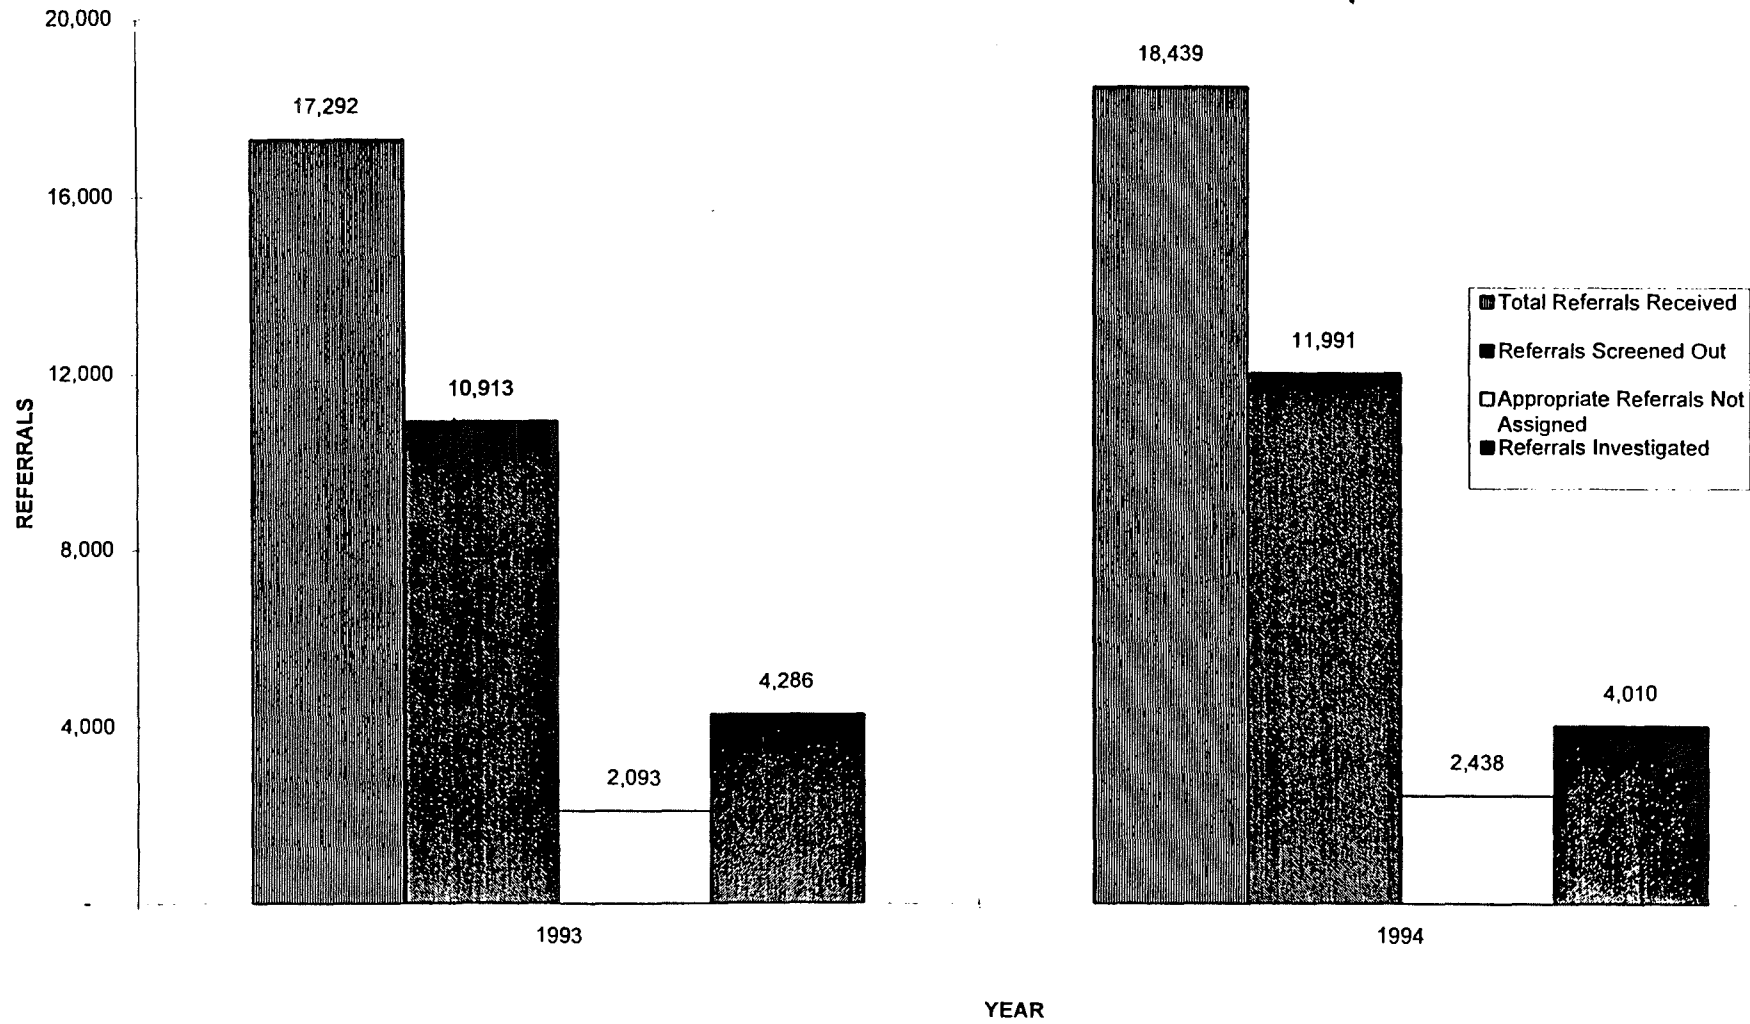 20,000
16,000
12,000
8,000
4,000
-
REFERRALS
17,292
10,913
2,093
4,286
18,439
11,991
2,438
4,010
Total Referrals Received
Referrals Screened Out
Appropriate Referrals Not
Assigned
Referrals Investigated
1993
1994
YEAR